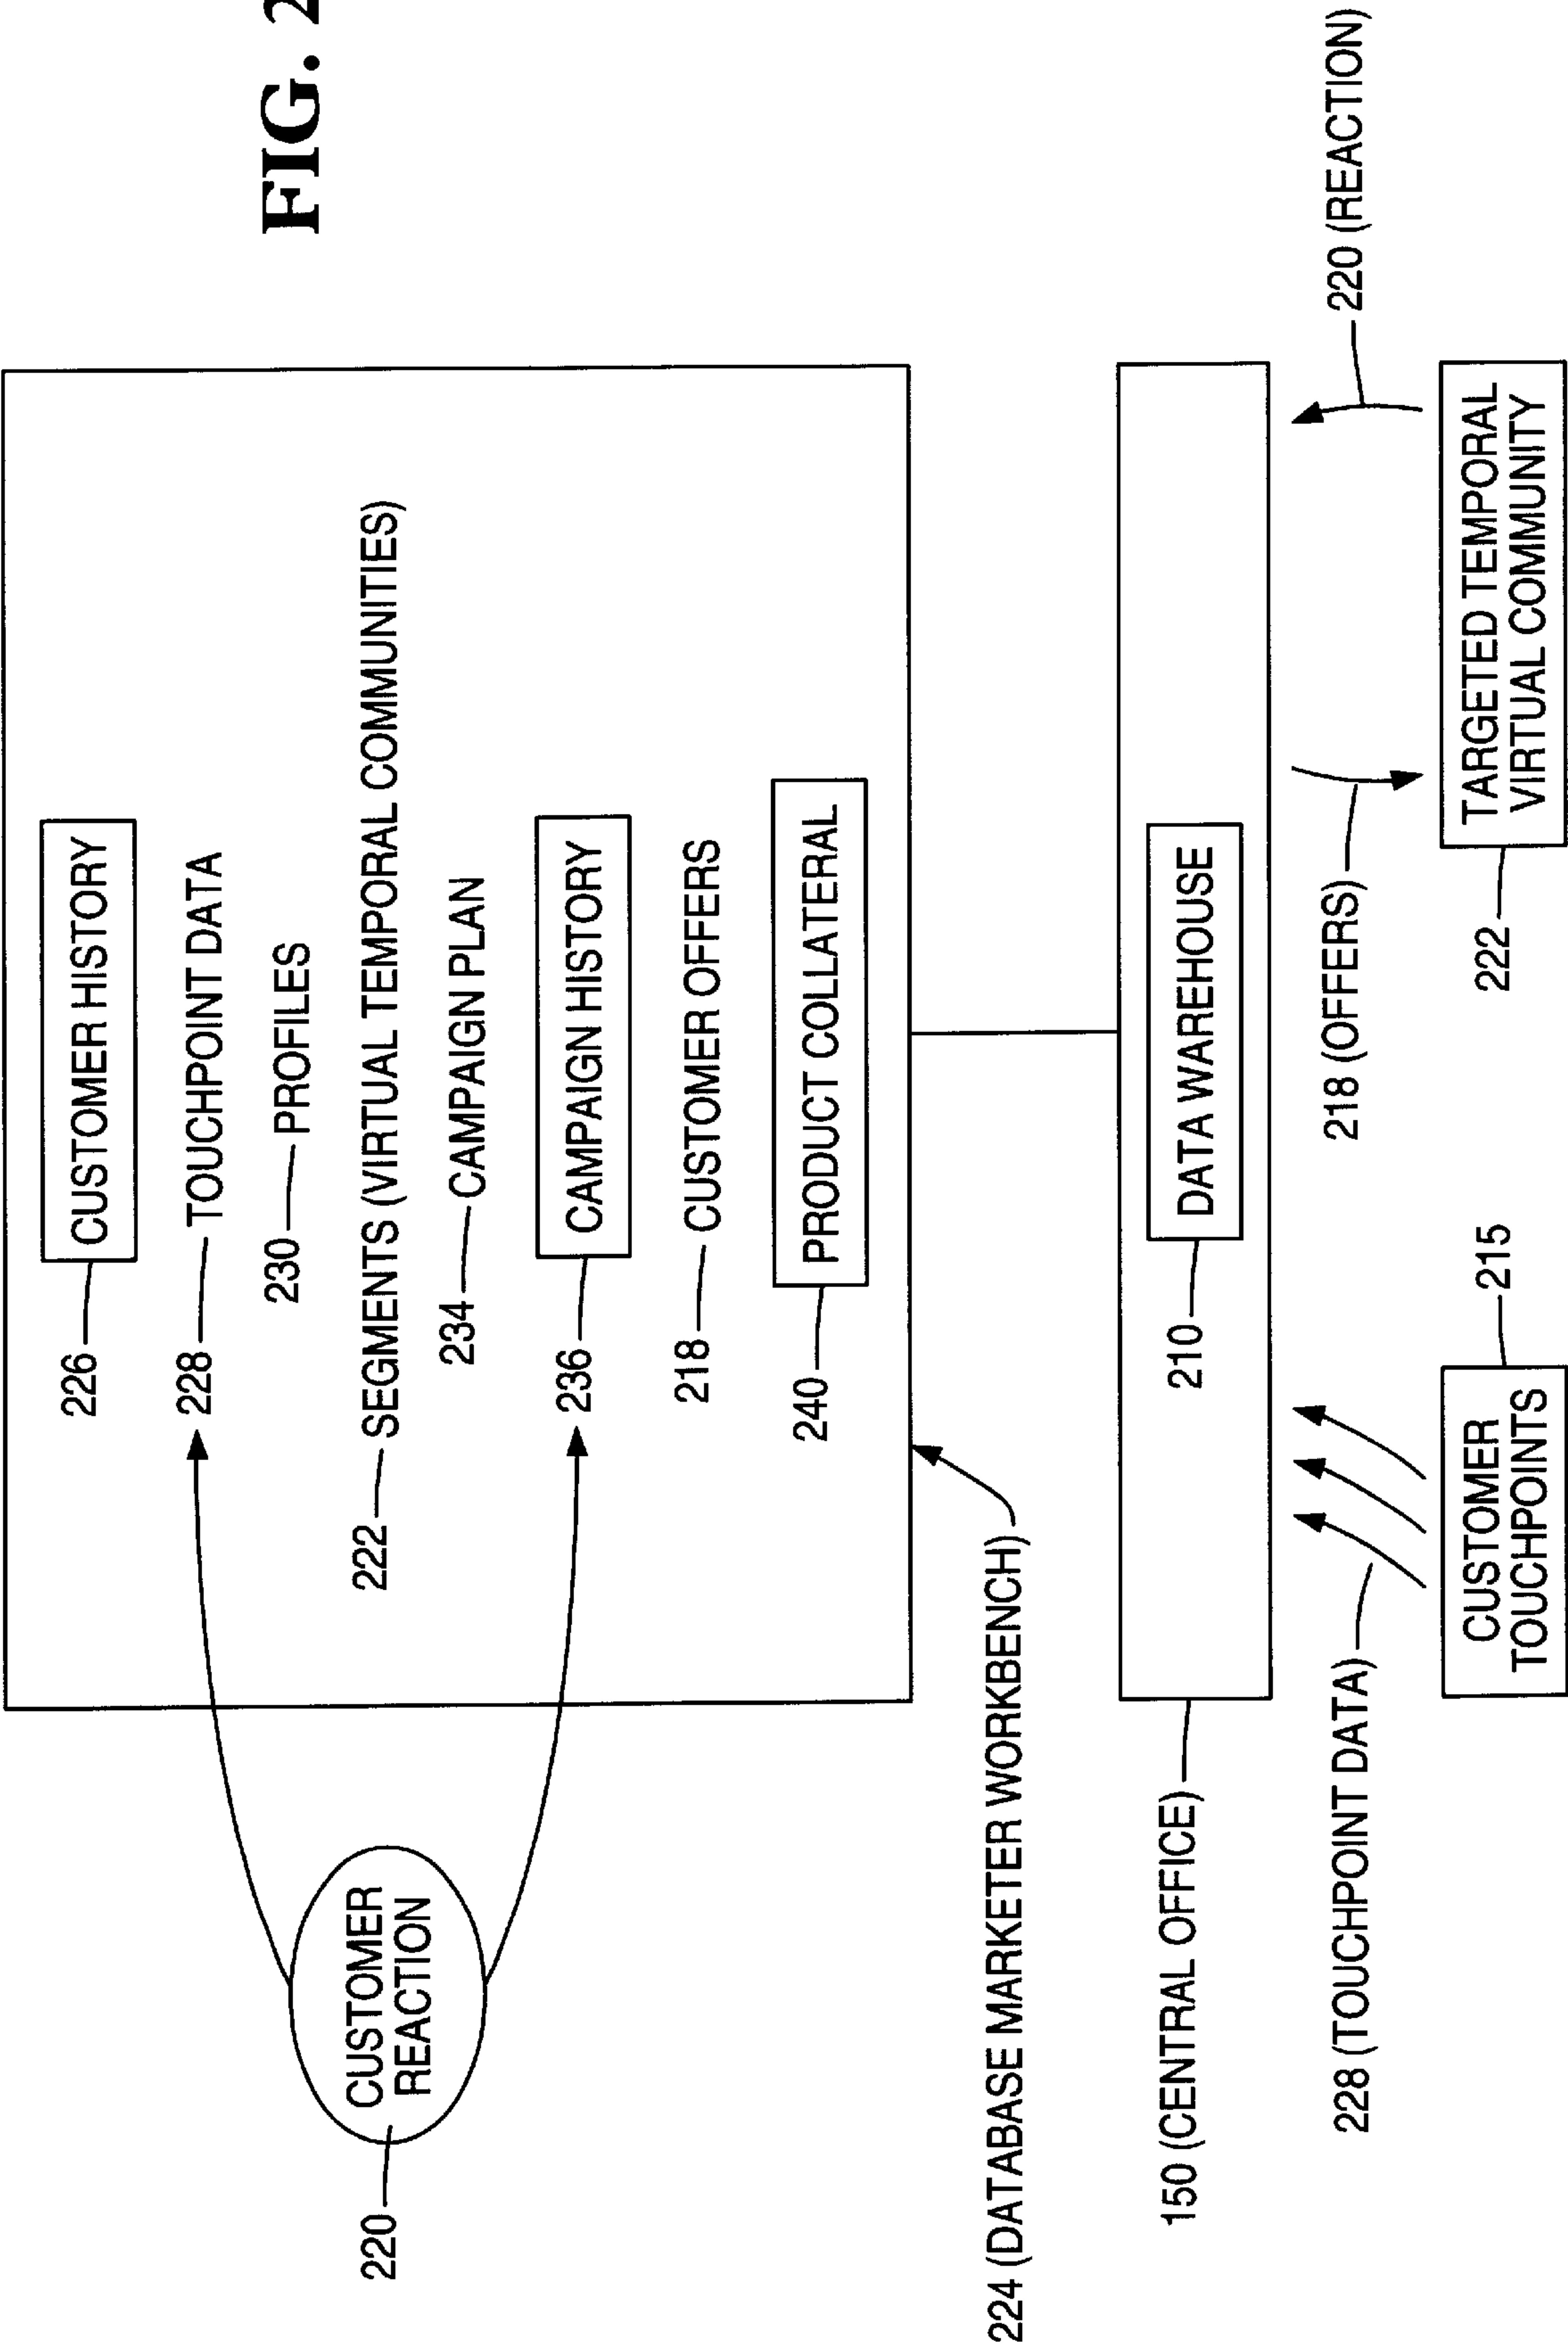 FIG. 2
226
CUSTOMER HISTORY
228
TOUCHPOINT DATA
230
PROFILES
222
SEGMENTS (VIRTUAL TEMPORAL COMMUNITIES)
234
CAMPAIGN PLAN
236
CAMPAIGN HISTORY
218
CUSTOMER OFFERS
240
PRODUCT COLLATERAL
220
CUSTOMER
REACTION
224 (DATABASE MARKETER WORKBENCH)
150 (CENTRAL OFFICE)
210
DATA WAREHOUSE
228 (TOUCHPOINT DATA)
218 (OFFERS)
220 (REACTION)
CUSTOMER
TOUCHPOINTS
215
222
TARGETED TEMPORAL
VIRTUAL COMMUNITY